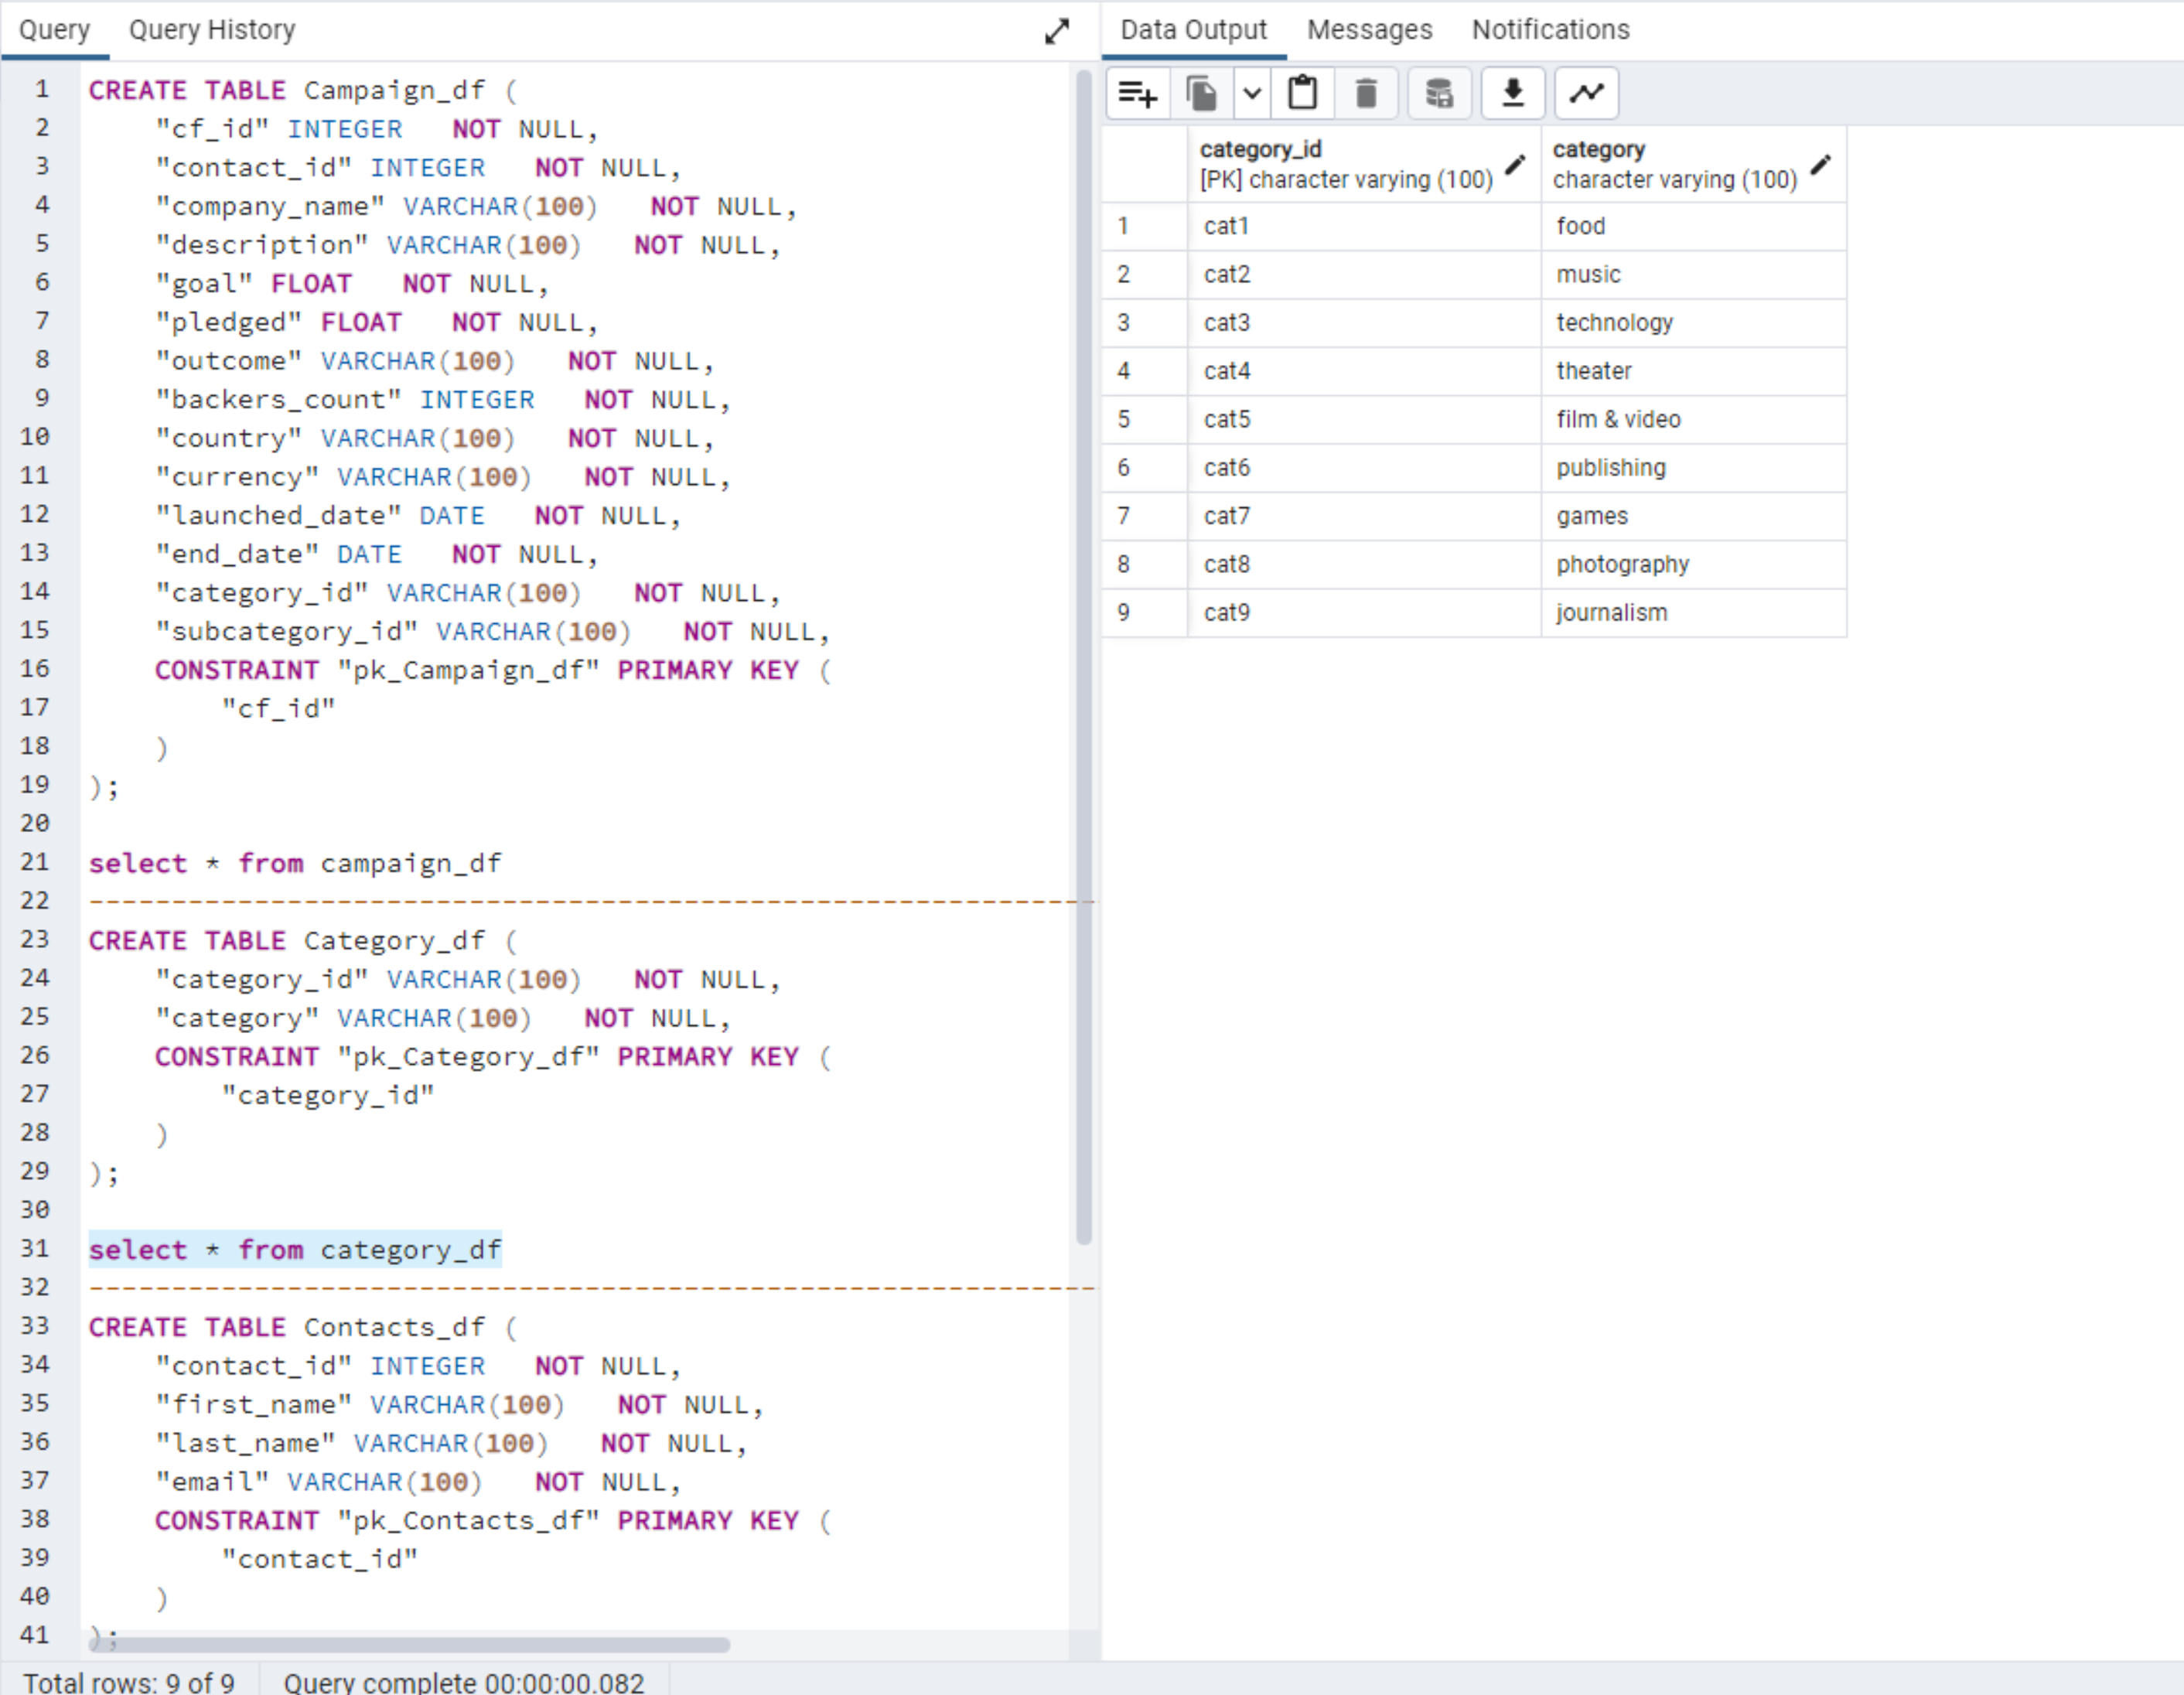 Query Query History
1 CREATE TABLE Campaign_df (
2 "cf_id" INTEGER NOT NULL,
3 "contact_id" INTEGER NOT NULL,
4 "company_name" VARCHAR(100) NOT NULL,
5 "description" VARCHAR(100) NOT NULL,
6 "goal" FLOAT NOT NULL,
7 "pledged" FLOAT NOT NULL,
8 "outcome" VARCHAR(100) NOT NULL,
9 "backers_count" INTEGER NOT NULL,
10 "country" VARCHAR(100) NOT NULL,
11 "currency" VARCHAR(100) NOT NULL,
12 "launched_date" DATE NOT NULL,
13 "end_date" DATE NOT NULL,
14 "category_id" VARCHAR(100) NOT NULL,
15 "subcategory_id" VARCHAR(100) NOT NULL,
16 CONSTRAINT "pk_Campaign_df" PRIMARY KEY (
17 "cf_id"
18 )
19 );
20
21 select * from campaign_df
22 -------------------------------------------------------------
23 CREATE TABLE Category_df (
24 "category_id" VARCHAR(100) NOT NULL,
25 "category" VARCHAR(100) NOT NULL,
26 CONSTRAINT "pk_Category_df" PRIMARY KEY (
27 "category_id"
28 )
29 );
30
31 select * from category_df
32 -------------------------------------------------------------
33 CREATE TABLE Contacts_df (
34 "contact_id" INTEGER NOT NULL,
35 "first_name" VARCHAR(100) NOT NULL,
36 "last_name" VARCHAR(100) NOT NULL,
37 "email" VARCHAR(100) NOT NULL,
38 CONSTRAINT "pk_Contacts_df" PRIMARY KEY (
39 "contact_id"
40 )
41 );
Data Output Messages Notifications
category_id category
[PK] character varying (100) character varying (100)
1 cat1 food
2 cat2 music
3 cat3 technology
4 cat4 theater
5 cat5 film & video
6 cat6 publishing
7 cat7 games
8 cat8 photography
9 cat9 journalism
Total rows: 9 of 9 Query complete 00:00:00.082